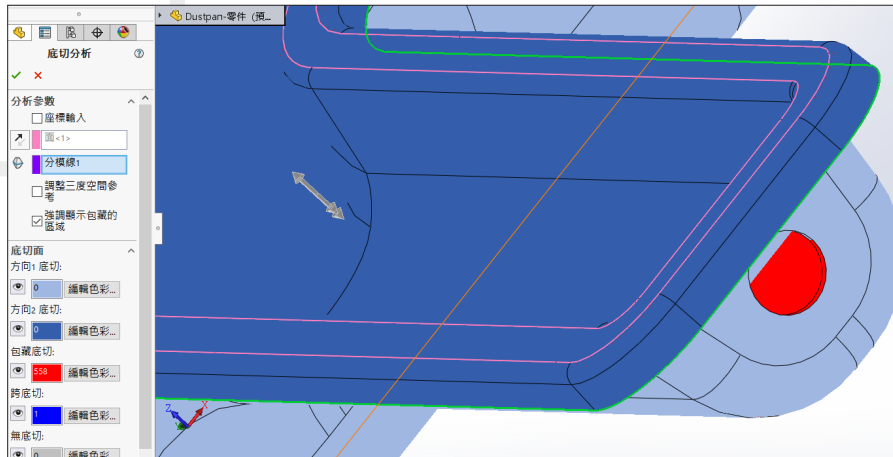 Dustpan-零件 (預...
底切分析
分析參數
座標輸入
面<1>
分模線1
調整三度空間參
考
強調顯示包藏的
區域
底切面
方向1 底切:
0
編輯色彩...
方向2 底切:
0
編輯色彩...
包藏底切:
558
編輯色彩...
跨底切:
1
編輯色彩...
無底切:
0
編輯色彩...
Z
X